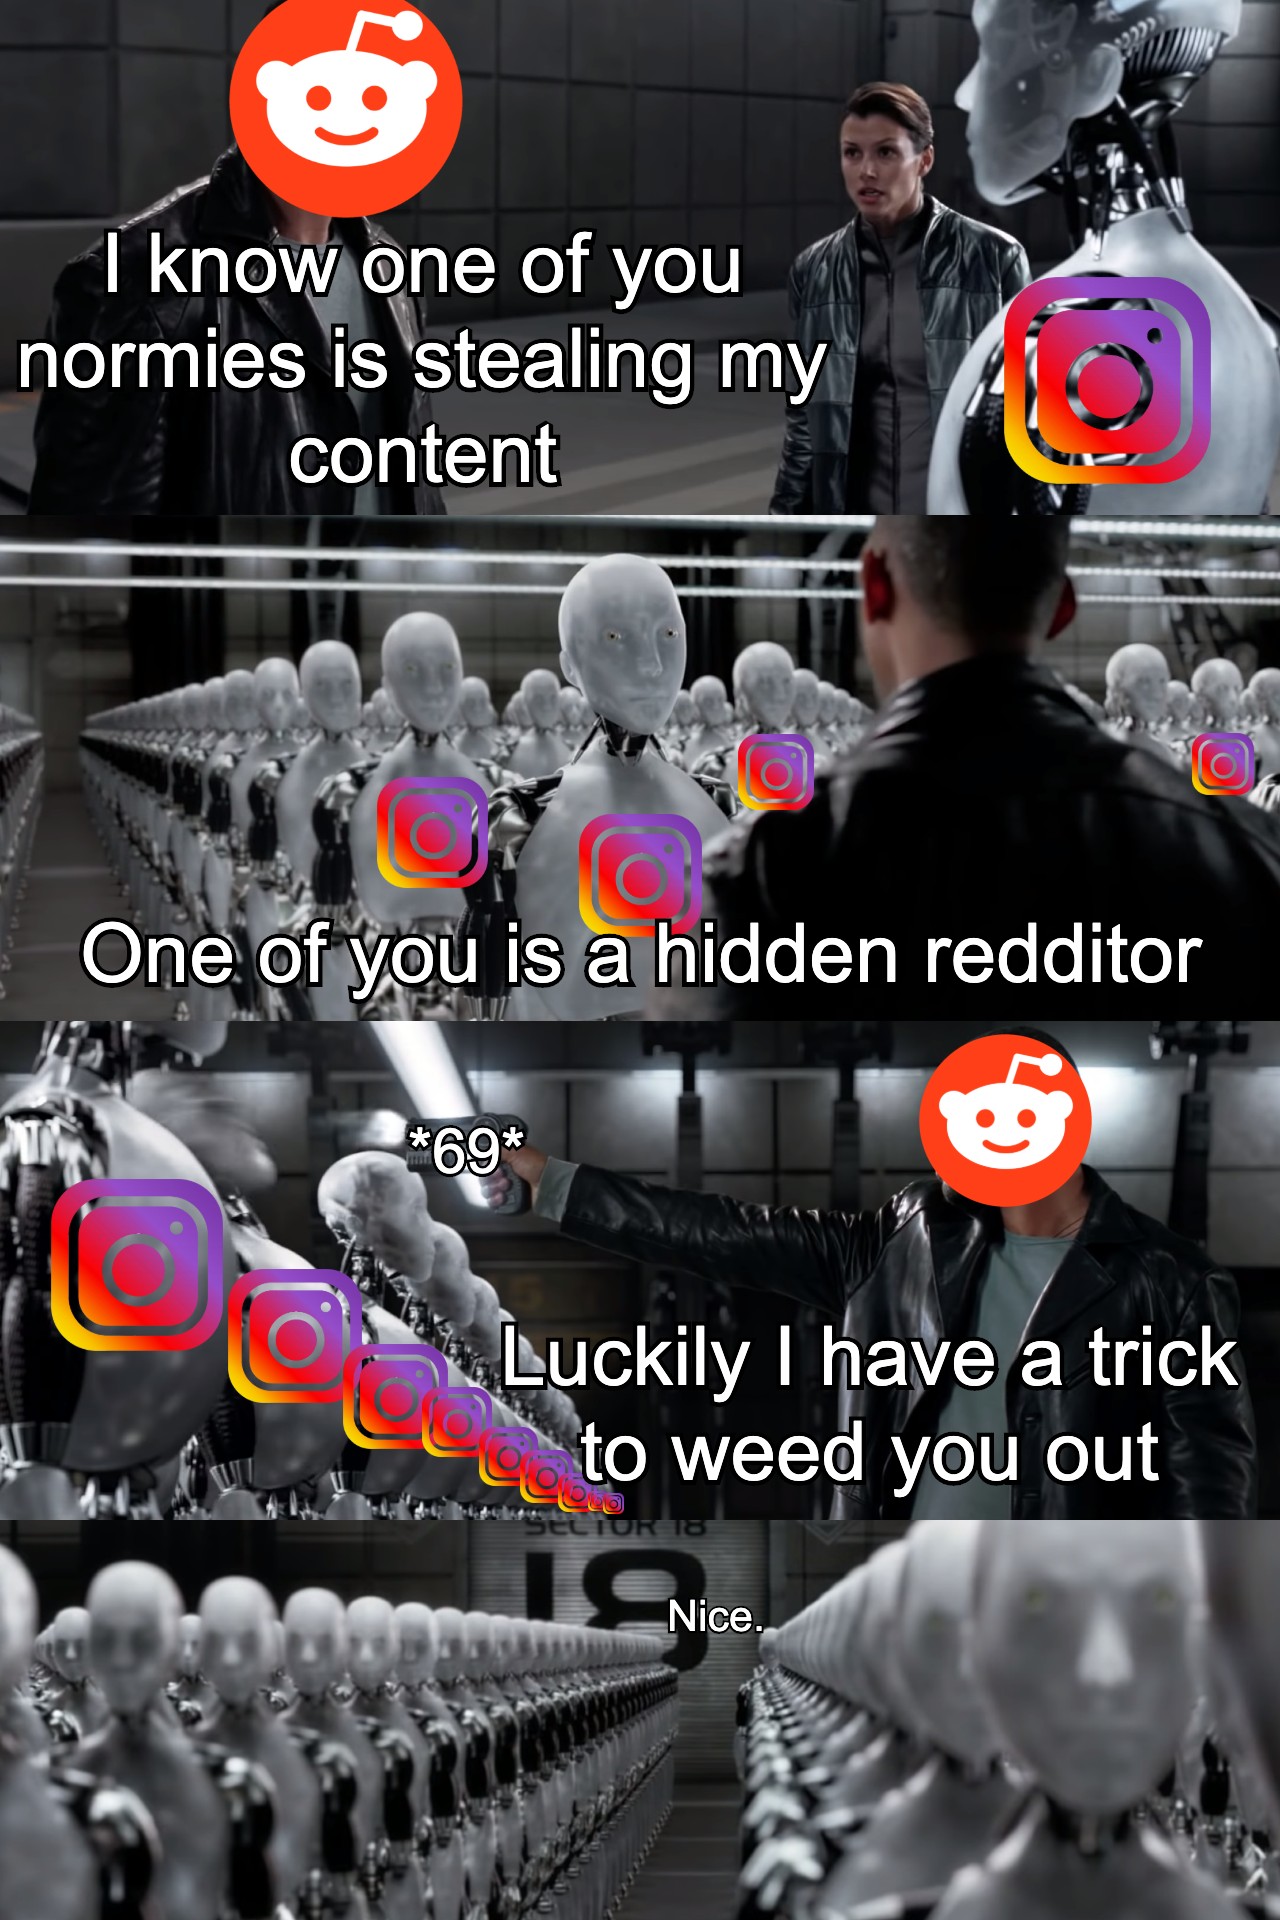 I know one of you
normies is stealing my
content
One of you is a hidden redditor
*69*
Luckily I have a trick
to weed you out
SECTOR 18
18
Nice.